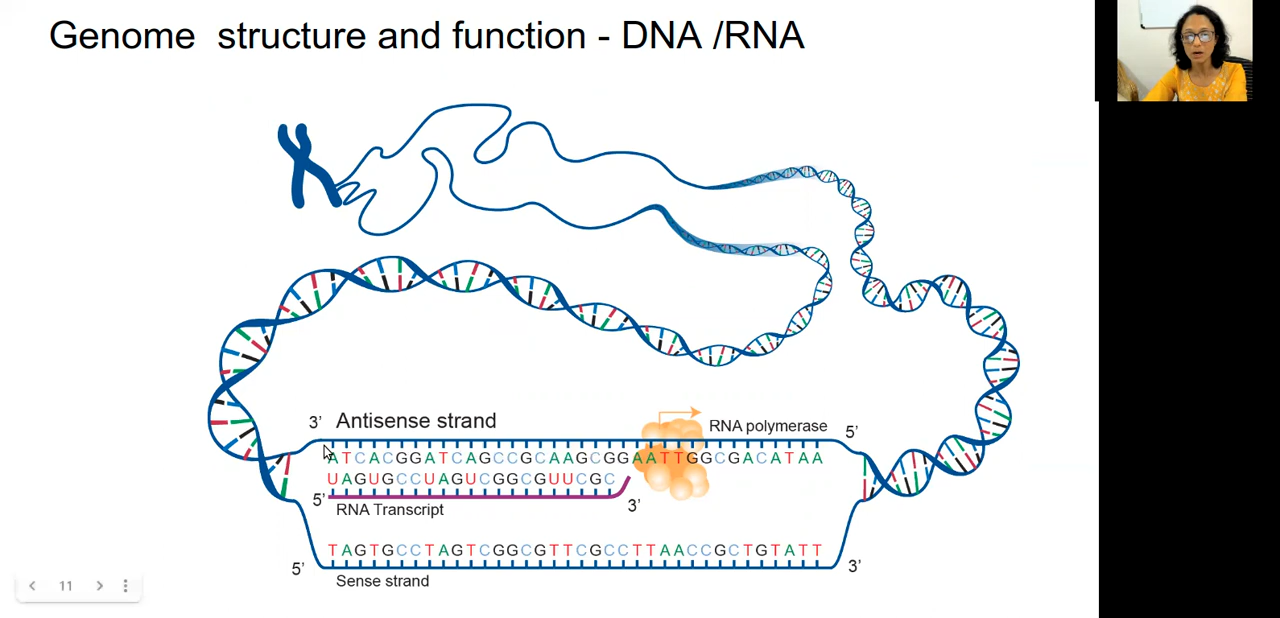 Genome structure and function - DNA /RNA
3’ Antisense strand
RNA polymerase 5’
ATCACGGATCAGCCGCAAGCGGAATTGGCGACATAA
UAGUGCCUAGUCGGCGUUCGC
5’ 3’
RNA Transcript
TAGTGCCTAGTCGGCGTTCGCCTTAACCGCTGTATT
5’ 3’
Sense strand
11